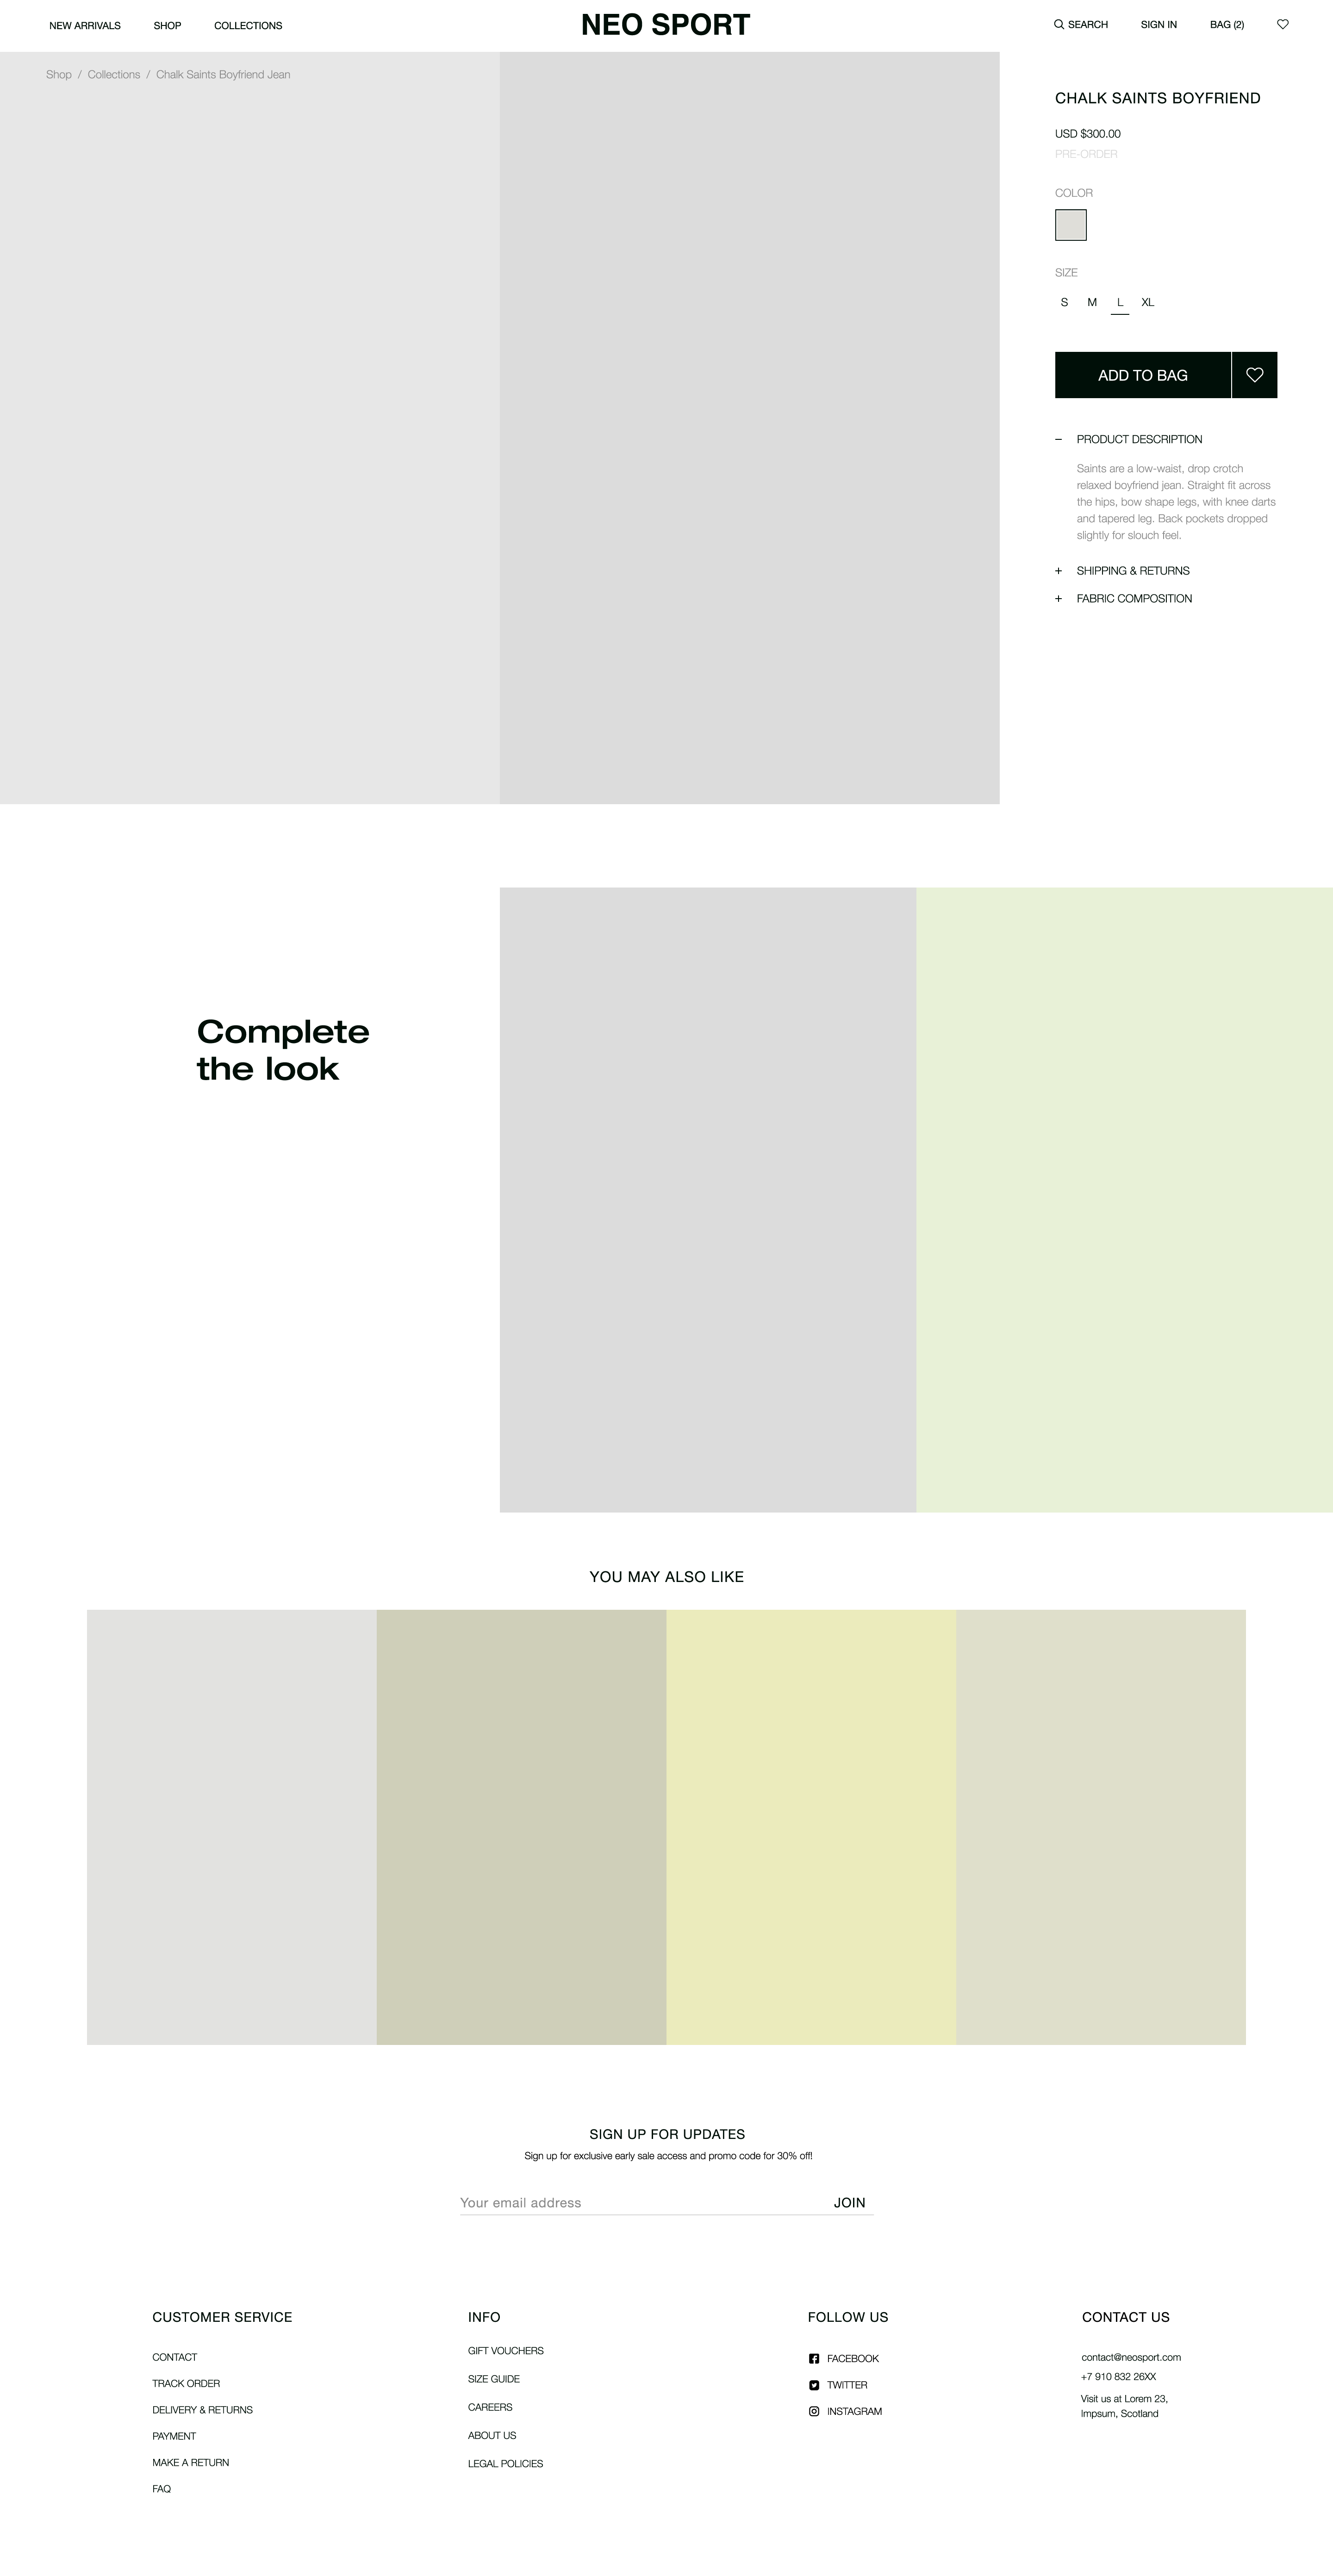 NEW ARRIVALS SHOP COLLECTIONS NEO SPORT SEARCH SIGN IN BAG (2)
Shop / Collections / Chalk Saints Boyfriend Jean
CHALK SAINTS BOYFRIEND
USD $300.00
PRE-ORDER
COLOR
SIZE
S M L XL
ADD TO BAG
PRODUCT DESCRIPTION
Saints are a low-waist, drop crotch
relaxed boyfriend jean. Straight fit across
the hips, bow shape legs, with knee darts
and tapered leg. Back pockets dropped
slightly for slouch feel.
+ SHIPPING & RETURNS
+ FABRIC COMPOSITION
Complete
the look
YOU MAY ALSO LIKE
SIGN UP FOR UPDATES
Sign up for exclusive early sale access and promo code for 30% off!
Your email address JOIN
CUSTOMER SERVICE
CONTACT
TRACK ORDER
DELIVERY & RETURNS
PAYMENT
MAKE A RETURN
FAQ
INFO
GIFT VOUCHERS
SIZE GUIDE
CAREERS
ABOUT US
LEGAL POLICIES
FOLLOW US
FACEBOOK
TWITTER
INSTAGRAM
CONTACT US
contact@neosport.com
+7 910 832 26XX
Visit us at Lorem 23,
Impsum, Scotland